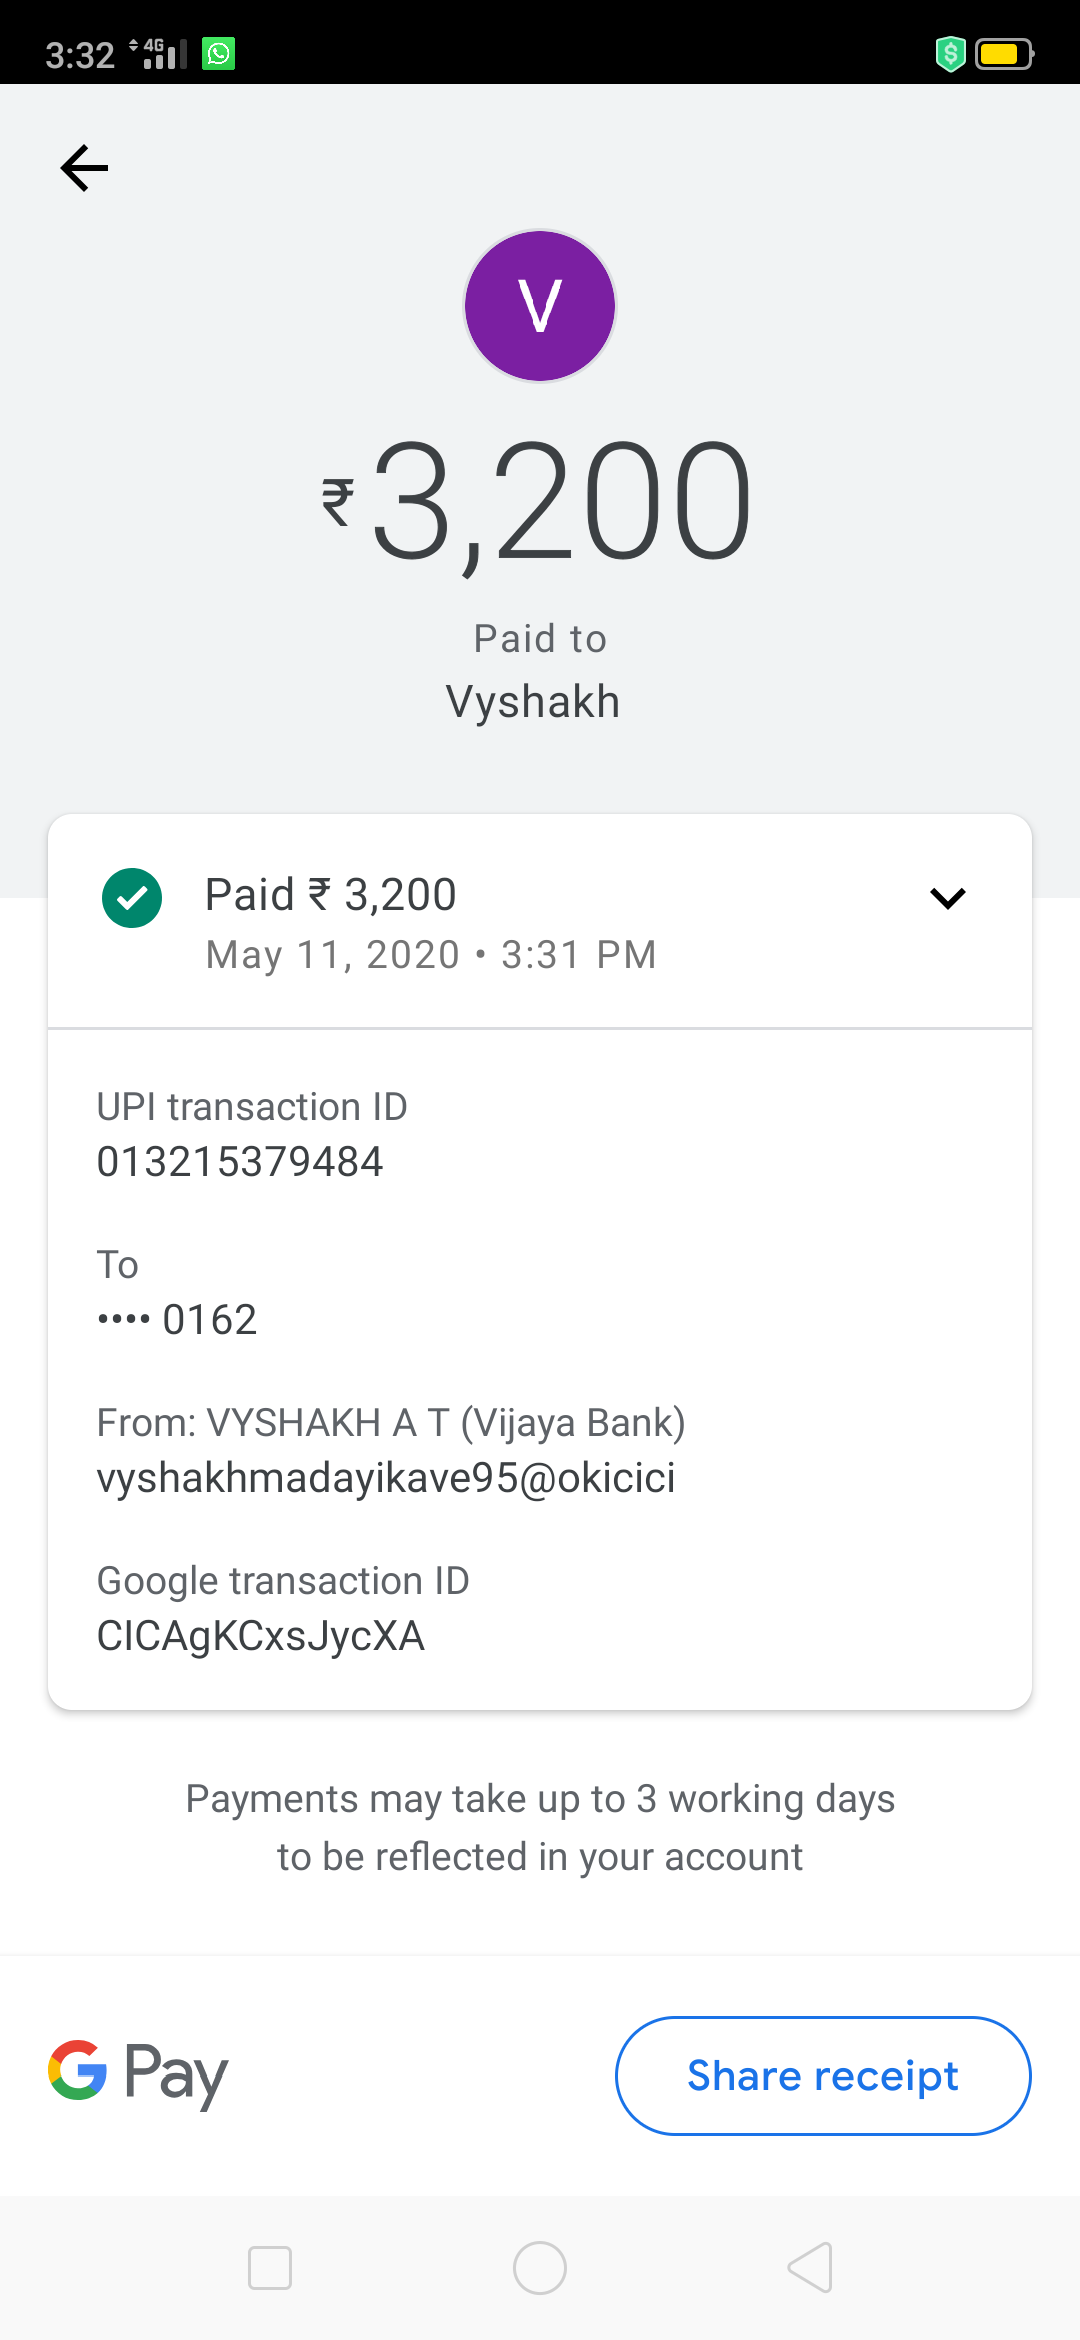 3:32 4G
V
₹3,200
Paid to
Vyshakh
Paid ₹ 3,200
May 11, 2020 • 3:31 PM
UPI transaction ID
013215379484
To
•••• 0162
From: VYSHAKH A T (Vijaya Bank)
vyshakhmadayikave95@okicici
Google transaction ID
CICAgKCxsJycXA
Payments may take up to 3 working days
to be reflected in your account
G Pay
Share receipt